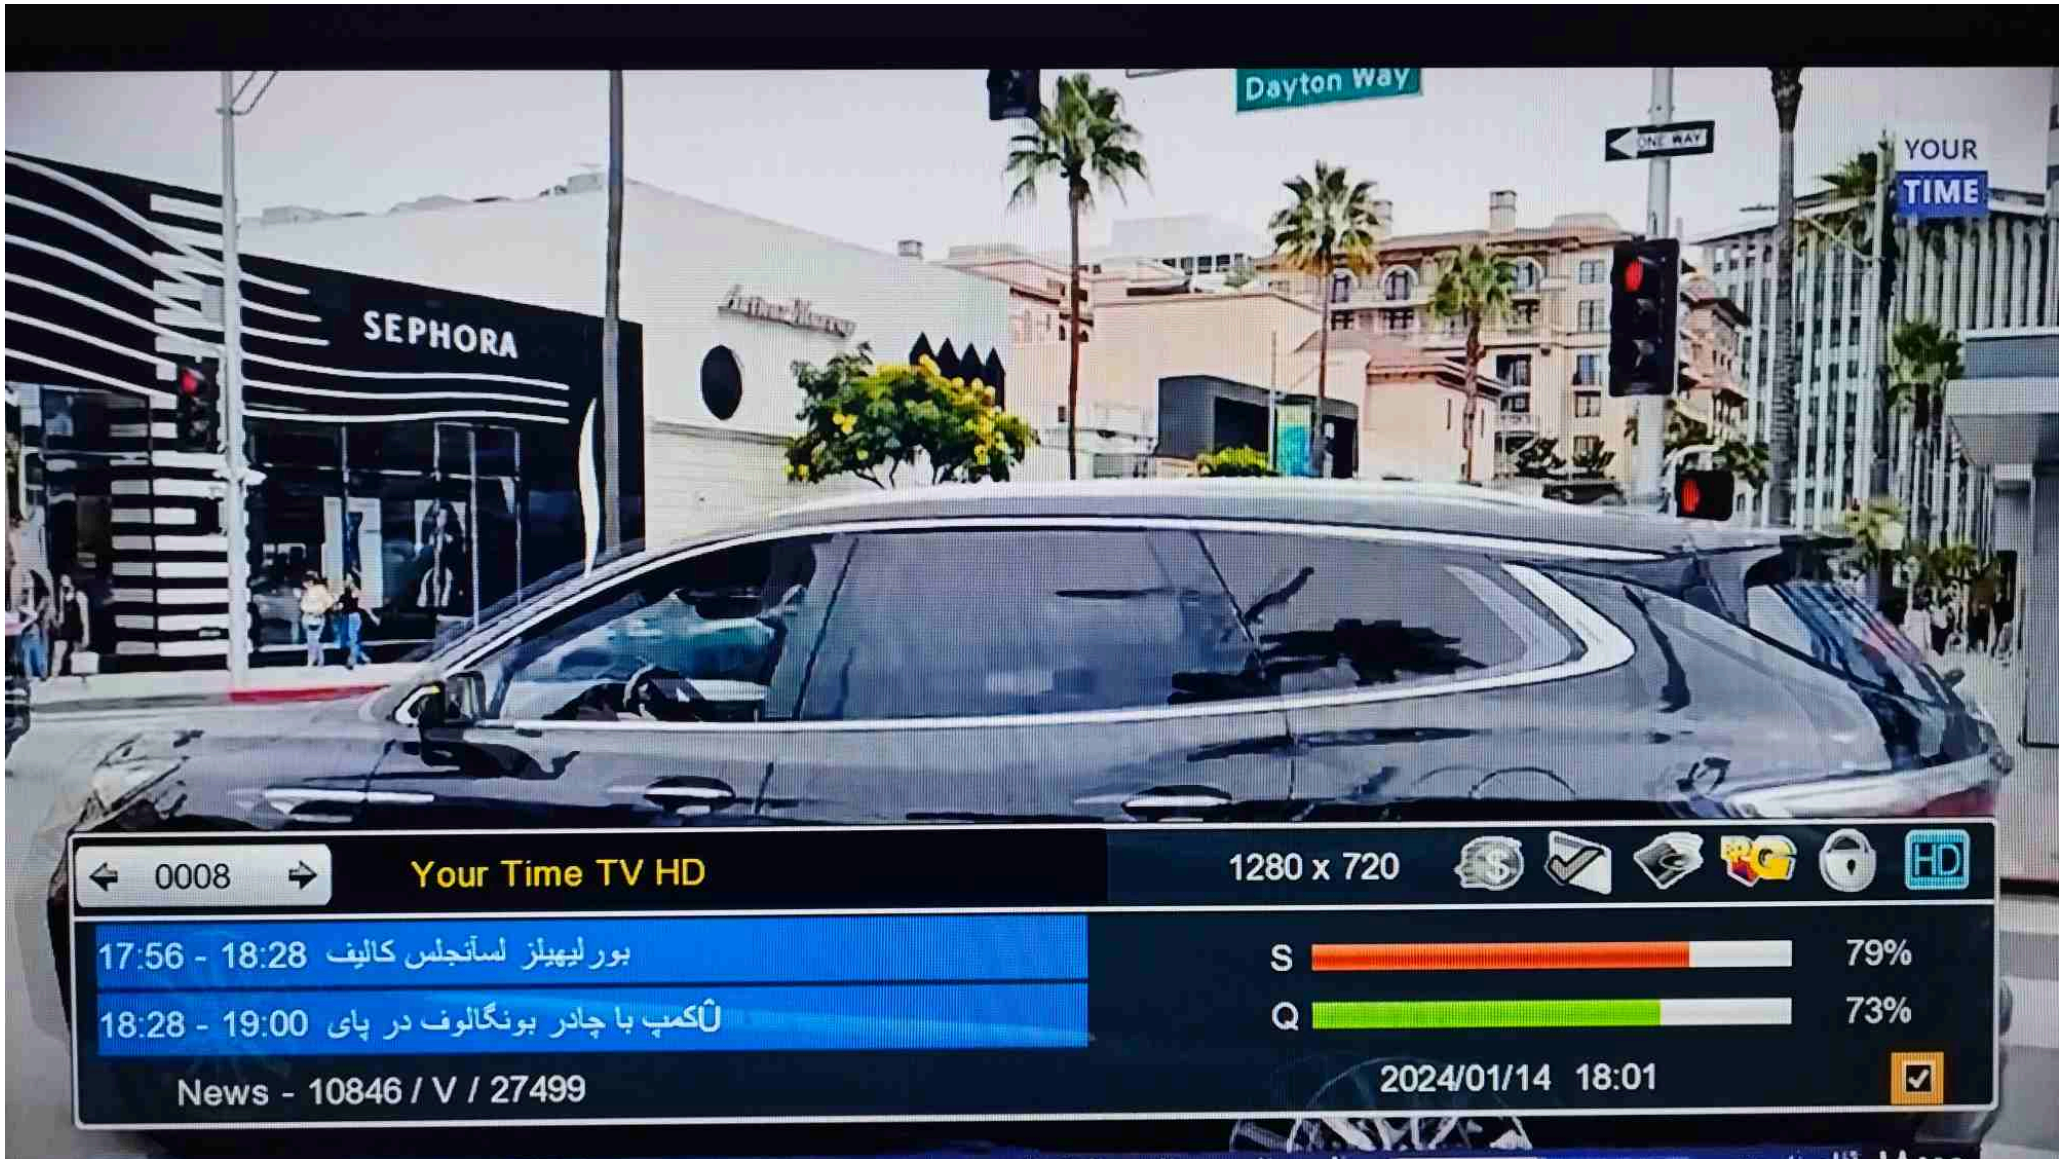 Dayton Way
ONE WAY
YOUR
TIME
SEPHORA
0008
Your Time TV HD
1280 x 720
HD
17:56 - 18:28 بورلیهیلز لسآنجلس کالیف
S 79%
18:28 - 19:00 Ûکمپ با چادر بونگالوف در پای
Q 73%
News - 10846 / V / 27499
2024/01/14 18:01